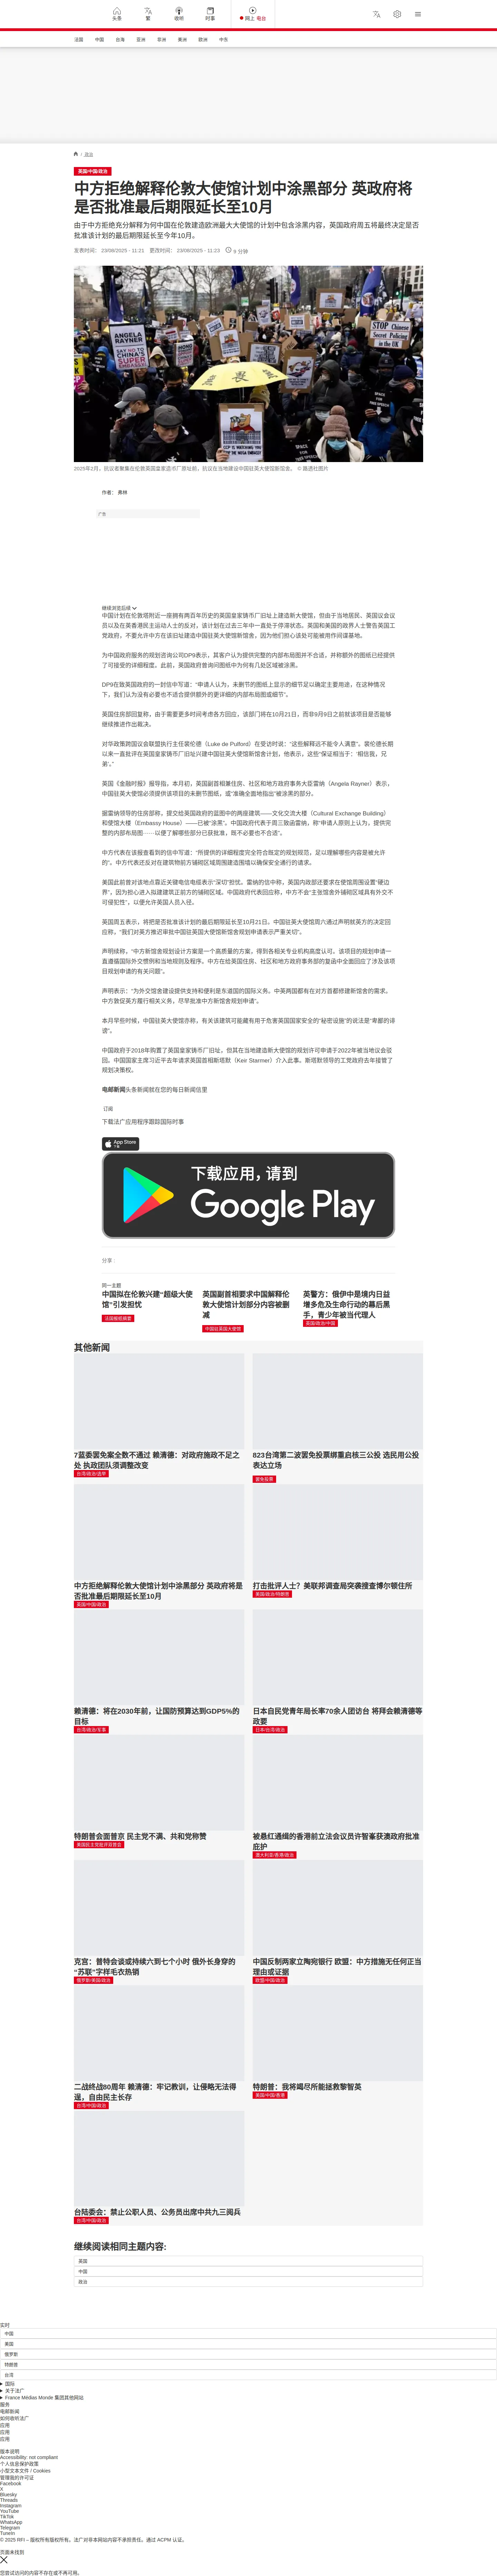 头条
繁
收听
时事
网上 电台
法国
中国
台湾
亚洲
非洲
美洲
欧洲
中东
/ 政治
英国/中国/政治
中方拒绝解释伦敦大使馆计划中涂黑部分 英政府将
是否批准最后期限延长至10月
由于中方拒绝充分解释为何中国在伦敦建造欧洲最大大使馆的计划中包含涂黑内容，英国政府周五将最终决定是否
批准该计划的最后期限延长至今年10月。
发表时间： 23/08/2025 - 11:21 更改时间： 23/08/2025 - 11:23 9 分钟
ANGELA RAYNER
SAY NO TO CHINA'S SUPER EMBASSY
STOP Chinese Secret Policing in the UK
2025年2月，抗议者聚集在伦敦英国皇家造币厂原址前，抗议在当地建设中国驻英大使馆新馆舍。 © 路透社图片
作者： 弗林
广告
继续浏览后续
中国计划在伦敦塔附近一座拥有两百年历史的英国皇家铸币厂旧址上建造新大使馆，但由于当地居民、英国议会议
员以及在英香港民主运动人士的反对，该计划在过去三年中一直处于停滞状态。美国和英国的政界人士警告英国工
党政府，不要允许中方在该旧址建造中国驻英大使馆新馆舍，因为他们担心该处可能被用作间谍基地。
为中国政府服务的规划咨询公司DP9表示，其客户认为提供完整的内部布局图并不合适，并称额外的图纸已经提供
了可接受的详细程度。此前，英国政府曾询问图纸中为何有几处区域被涂黑。
DP9在致英国政府的一封信中写道：“申请人认为，未删节的图纸上显示的细节足以确定主要用途，在这种情况
下，我们认为没有必要也不适合提供额外的更详细的内部布局图或细节”。
英国住房部回复称，由于需要更多时间考虑各方回应，该部门将在10月21日，而非9月9日之前就该项目是否能够
继续推进作出裁决。
对华政策跨国议会联盟执行主任裴伦德（Luke de Pulford）在受访时说：“这些解释远不能令人满意”。裴伦德长期
以来一直批评在英国皇家铸币厂旧址兴建中国驻英大使馆新馆舍计划，他表示，这些“保证相当于：‘相信我，兄
弟’。”
英国《金融时报》报导指，本月初，英国副首相兼住房、社区和地方政府事务大臣雷纳（Angela Rayner）表示，
中国驻英大使馆必须提供该项目的未删节图纸，或“准确全面地指出”被涂黑的部分。
据雷纳领导的住房部称，提交给英国政府的蓝图中的两座建筑——文化交流大楼（Cultural Exchange Building）
和使馆大楼（Embassy House）——已被“涂黑”。中国政府代表于周三致函雷纳，称“申请人原则上认为，提供完
整的内部布局图⋯⋯以便了解哪些部分已获批准，既不必要也不合适”。
中方代表在该报查看到的信中写道：“所提供的详细程度完全符合既定的规划规范，足以理解哪些内容是被允许
的”，中方代表还反对在建筑物前方铺砌区域周围建造围墙以确保安全通行的请求。
美国此前曾对该地点靠近关键电信电缆表示“深切”担忧。雷纳的信中称，英国内政部还要求在使馆周围设置“硬边
界”，因为担心进入拟建建筑正前方的铺砌区域。中国政府代表回应称，中方不会“主张馆舍外铺砌区域具有外交不
可侵犯性”，以便允许英国人员入径。
英国周五表示，将把是否批准该计划的最后期限延长至10月21日。中国驻英大使馆周六通过声明就英方的决定回
应称，“我们对英方推迟审批中国驻英国大使馆新馆舍规划申请表示严重关切”。
声明续称，“中方新馆舍规划设计方案是一个高质量的方案，得到各相关专业机构高度认可。该项目的规划申请一
直遵循国际外交惯例和当地规划及程序。中方在给英国住房、社区和地方政府事务部的复函中全面回应了涉及该项
目规划申请的有关问题”。
声明表示：“为外交馆舍建设提供支持和便利是东道国的国际义务。中英两国都有在对方首都修建新馆舍的需求。
中方敦促英方履行相关义务，尽早批准中方新馆舍规划申请”。
本月早些时候，中国驻英大使馆亦称，有关该建筑可能藏有用于危害英国国家安全的“秘密设施”的说法是“卑鄙的诽
谤”。
中国政府于2018年购置了英国皇家铸币厂旧址，但其在当地建造新大使馆的规划许可申请于2022年被当地议会驳
回。中国国家主席习近平去年请求英国首相斯塔默（Keir Starmer）介入此事。斯塔默领导的工党政府去年接管了
规划决策权。
电邮新闻头条新闻就在您的每日新闻信里
订阅
下载法广应用程序跟踪国际时事
App Store
下载应用，请到
Google Play
分享 :
同一主题
中国拟在伦敦兴建“超级大使
馆”引发担忧
法国报纸摘要
英国副首相要求中国解释伦
敦大使馆计划部分内容被删
减
中国驻英国大使馆
英警方：俄伊中是境内日益
增多危及生命行动的幕后黑
手，青少年被当代理人
英国/政治/中国
其他新闻
7蓝委罢免案全数不通过 赖清德：对政府施政不足之
处 执政团队须调整改变
台湾/政治/选举
823台湾第二波罢免投票绑重启核三公投 选民用公投
表达立场
要闻投票
中方拒绝解释伦敦大使馆计划中涂黑部分 英政府将是
否批准最后期限延长至10月
英国/中国/政治
打击批评人士？美联邦调查局突袭搜查博尔顿住所
美国/政治/特朗普
赖清德：将在2030年前，让国防预算达到GDP5%的
目标
台湾/政治/军事
日本自民党青年局长率70余人团访台 将拜会赖清德等
政要
日本/台湾/政治
特朗普会面普京 民主党不满、共和党称赞
美国民主党批评双普会
被悬红通缉的香港前立法会议员许智峯获澳政府批准
庇护
澳大利亚/香港/政治
克宫：普特会谈或持续六到七个小时 俄外长身穿的
“苏联”字样毛衣热销
俄罗斯/美国/政治
中国反制两家立陶宛银行 欧盟：中方措施无任何正当
理由或证据
欧盟/中国/政治
二战终战80周年 赖清德：牢记教训，让侵略无法得
逞，自由民主长存
台湾/中国/政治
特朗普：我将竭尽所能拯救黎智英
美国/中国/香港
台陆委会：禁止公职人员、公务员出席中共九三阅兵
台湾/中国/政治
继续阅读相同主题内容:
英国
中国
政治
实时
中国
美国
俄罗斯
特朗普
台湾
国际
关于法广
France Médias Monde 集团其他网站
服务
电邮新闻
如何收听法广
应用
应用
应用
版本说明
Accessibility: not compliant
个人信息保护政策
小型文本文件 / Cookies
管理我的许可证
Facebook
X
Bluesky
Threads
Instagram
YouTube
TikTok
WhatsApp
Telegram
TuneIn
© 2025 RFI – 版权所有版权所有。法广对非本网站内容不承担责任。通过 ACPM 认证。
页面未找到
您尝试访问的内容不存在或不再可用。